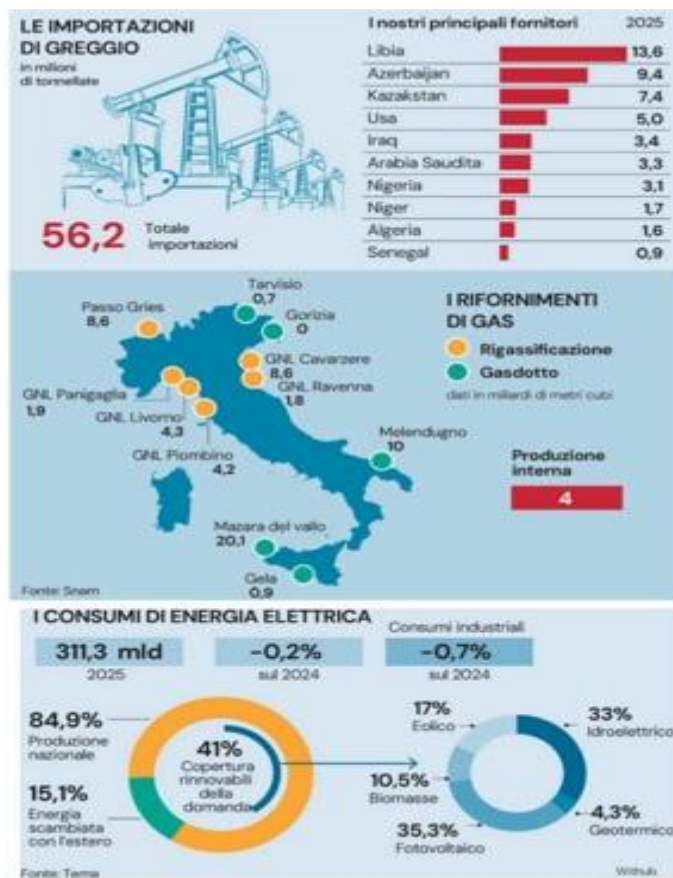 LE IMPORTAZIONI
DI GREGGIO
in milioni
di tonnellate
56,2
Totale
importazioni
I nostri principali fornitori 2025
Libia 13,6
Azerbaijan 9,4
Kazakstan 7,4
Usa 5,0
Iraq 3,4
Arabia Saudita 3,3
Nigeria 3,1
Niger 1,7
Algeria 1,6
Senegal 0,9
I RIFORNIMENTI
DI GAS
Rigassificazione
Gasdotto
dati in miliardi di metri cubi
Tarvisio
0,7
Passo Gries
8,6
Gorizia
0
GNL Cavarzere
8,6
GNL Ravenna
1,8
GNL Panigaglia
1,9
GNL Livorno
4,3
GNL Piombino
4,2
Melendugno
10
Produzione
interna
4
Mazara del vallo
20,1
Gela
0,9
Fonte: Snam
I CONSUMI DI ENERGIA ELETTRICA
311,3 mld
2025
-0,2%
sul 2024
Consumi industriali
-0,7%
sul 2024
84,9%
Produzione
nazionale
15,1%
Energia
scambiata
con l'estero
41%
Copertura
rinnovabili
della
domanda
17%
Eolico
33%
Idroelettrico
10,5%
Biomasse
4,3%
Geotermico
35,3%
Fotovoltaico
Fonte: Terna
Withub